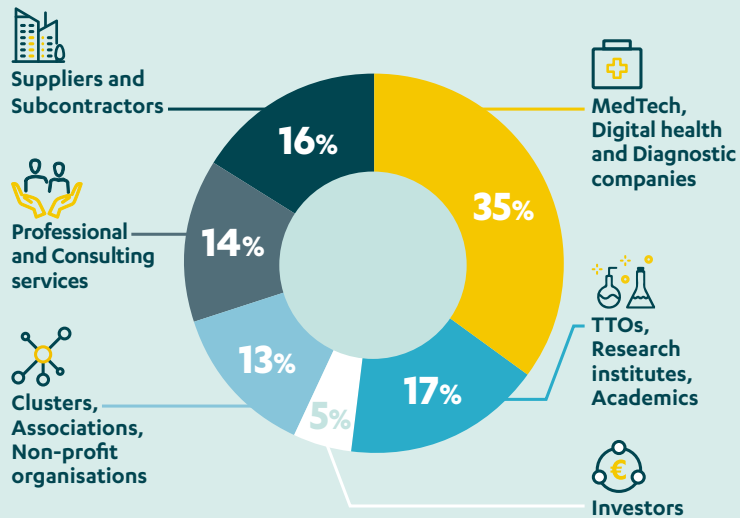 Suppliers and
Subcontractors
16%
MedTech,
Digital health
and Diagnostic
companies
35%
Professional
and Consulting
services
14%
TTOs,
Research
institutes,
Academics
17%
Clusters,
Associations,
Non-profit
organisations
13%
5%
€
Investors